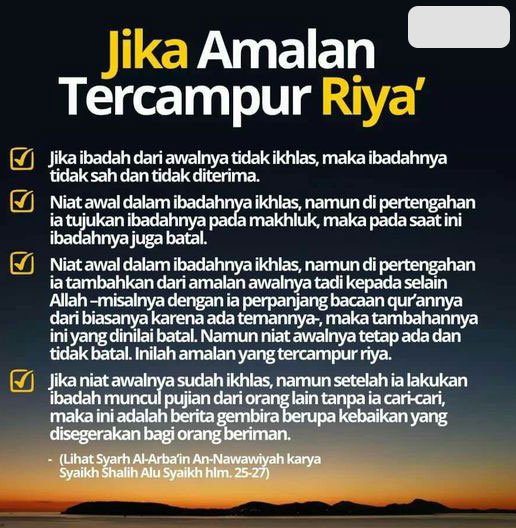 Jika Amalan
Tercampur Riya'
Jika ibadah dari awalnya tidak ikhlas, maka ibadahnya
tidak sah dan tidak diterima.
Niat awal dalam ibadahnya ikhlas, namun di pertengahan
ia tujukan ibadahnya pada makhluk, maka pada saat ini
ibadahnya juga batal.
Niat awal dalam ibadahnya ikhlas, namun di pertengahan
ia tambahkan dari amalan awalnya tadi kepada selain
Allah –misalnya dengan ia perpanjang bacaan qur'annya
dari biasanya karena ada temannya-, maka tambahannya
ini yang dinilai batal. Namun niat awalnya tetap ada dan
tidak batal. Inilah amalan yang tercampur riya.
Jika niat awalnya sudah ikhlas, namun setelah ia lakukan
ibadah muncul pujian dari orang lain tanpa ia cari-cari,
maka ini adalah berita gembira berupa kebaikan yang
disegerakan bagi orang beriman.
- (Lihat Syarh Al-Arba'in An-Nawawiyah karya
Syaikh Shalih Alu Syaikh hlm. 25-27)